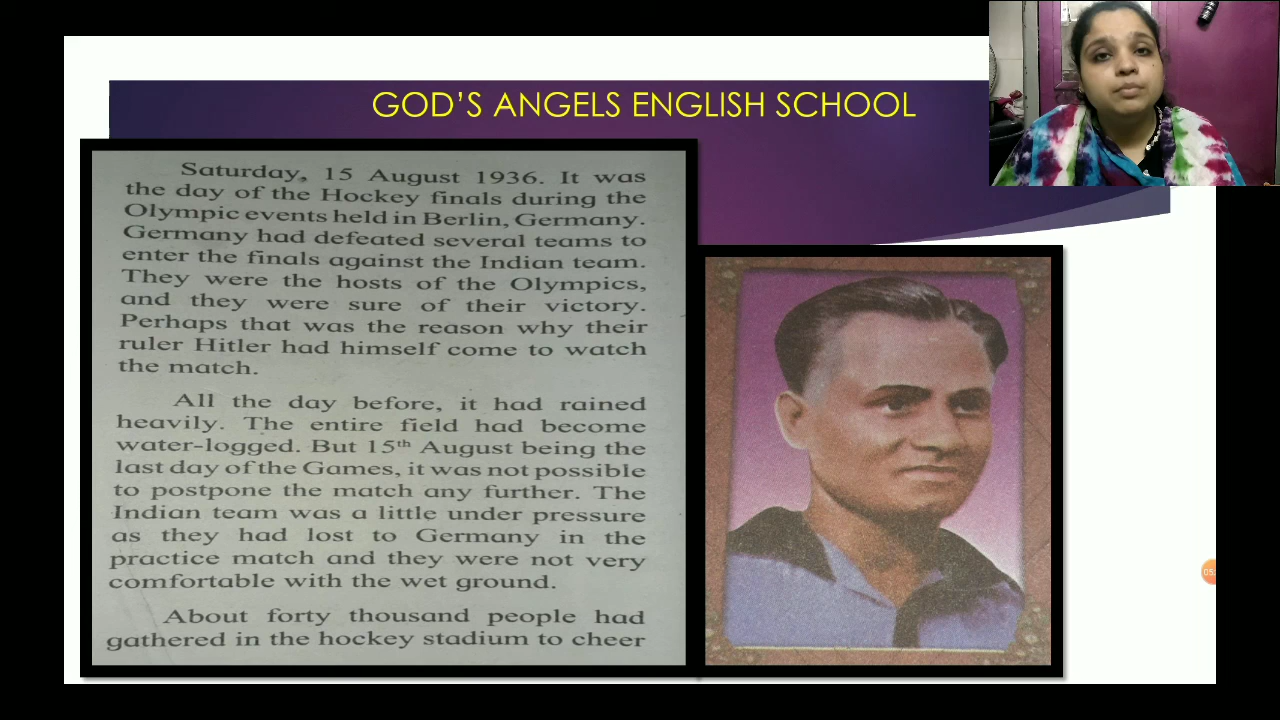 GOD'S ANGELS ENGLISH SCHOOL
Saturday, 15 August 1936. It was
the day of the Hockey finals during the
Olympic events held in Berlin, Germany.
Germany had defeated several teams to
enter the finals against the Indian team.
They were the hosts of the Olympics,
and they were sure of their victory.
Perhaps that was the reason why their
ruler Hitler had himself come to watch
the match.
All the day before, it had rained
heavily. The entire field had become
water-logged. But 15th August being the
last day of the Games, it was not possible
to postpone the match any further. The
Indian team was a little under pressure
as they had lost to Germany in the
practice match and they were not very
comfortable with the wet ground.
About forty thousand people had
gathered in the hockey stadium to cheer